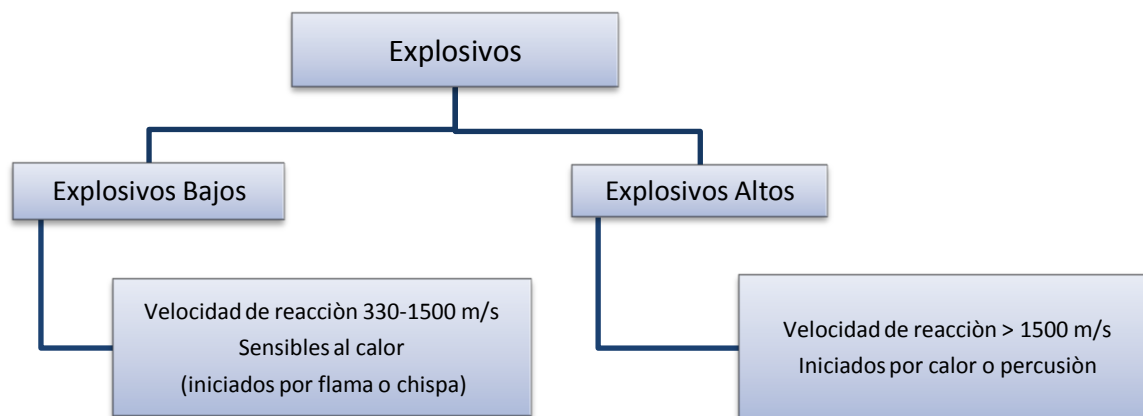 Explosivos
Explosivos Bajos
Explosivos Altos
Velocidad de reacciòn 330-1500 m/s
Sensibles al calor
(iniciados por flama o chispa)
Velocidad de reacciòn > 1500 m/s
Iniciados por calor o percusiòn